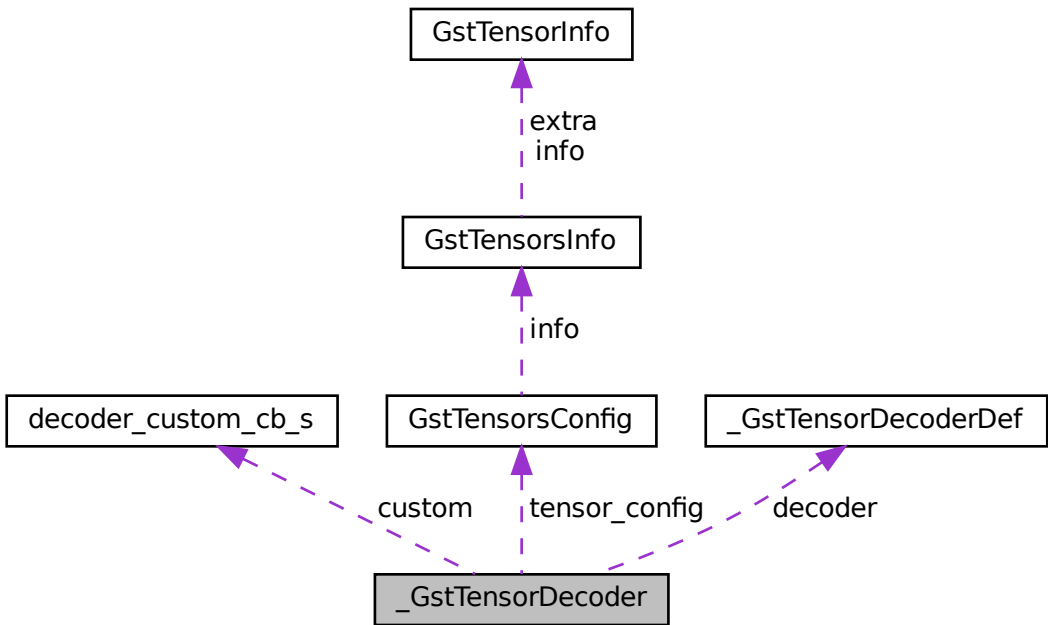 GstTensorInfo
extra
info
GstTensorsInfo
info
decoder_custom_cb_s
GstTensorsConfig
_GstTensorDecoderDef
custom
tensor_config
decoder
_GstTensorDecoder